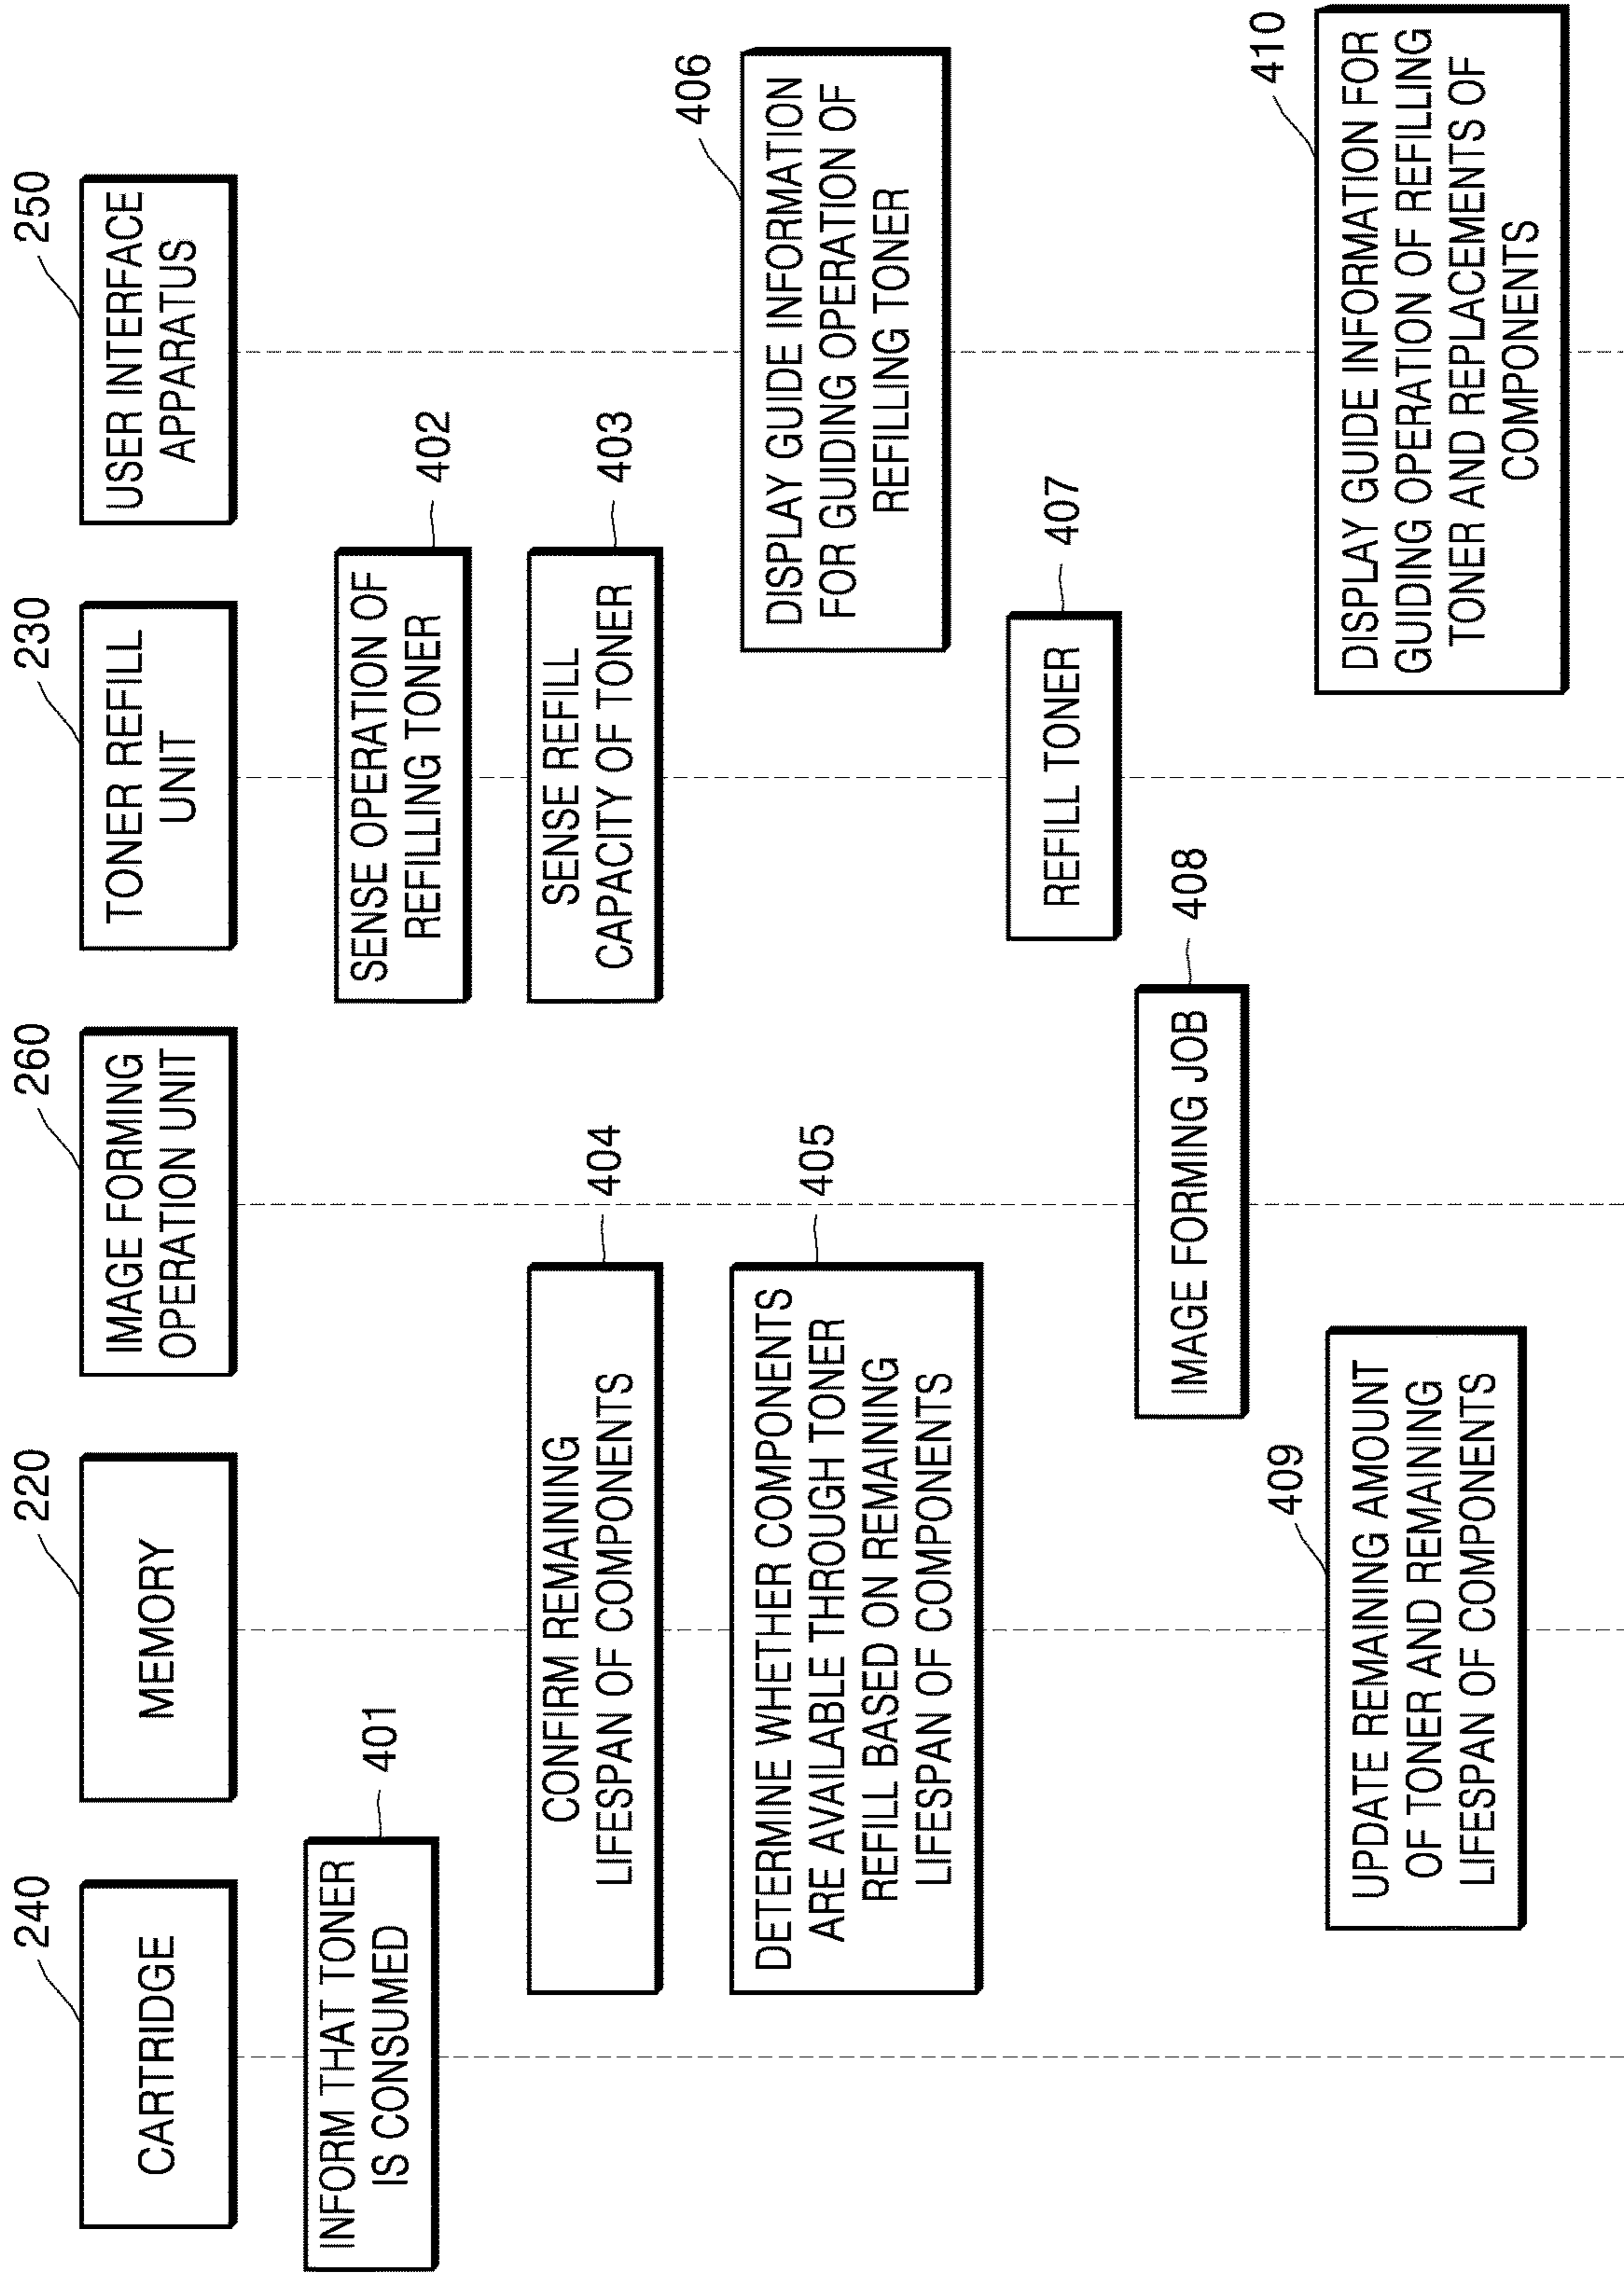 240
220
260
230
250
CARTRIDGE
MEMORY
IMAGE FORMING
OPERATION UNIT
TONER REFILL
UNIT
USER INTERFACE
APPARATUS
401
INFORM THAT TONER
IS CONSUMED
402
SENSE OPERATION OF
REFILLING TONER
403
SENSE REFILL
CAPACITY OF TONER
404
CONFIRM REMAINING
LIFESPAN OF COMPONENTS
405
DETERMINE WHETHER COMPONENTS
ARE AVAILABLE THROUGH TONER
REFILL BASED ON REMAINING
LIFESPAN OF COMPONENTS
406
DISPLAY GUIDE INFORMATION
FOR GUIDING OPERATION OF
REFILLING TONER
407
REFILL TONER
408
IMAGE FORMING JOB
409
UPDATE REMAINING AMOUNT
OF TONER AND REMAINING
LIFESPAN OF COMPONENTS
410
DISPLAY GUIDE INFORMATION FOR
GUIDING OPERATION OF REFILLING
TONER AND REPLACEMENTS OF
COMPONENTS